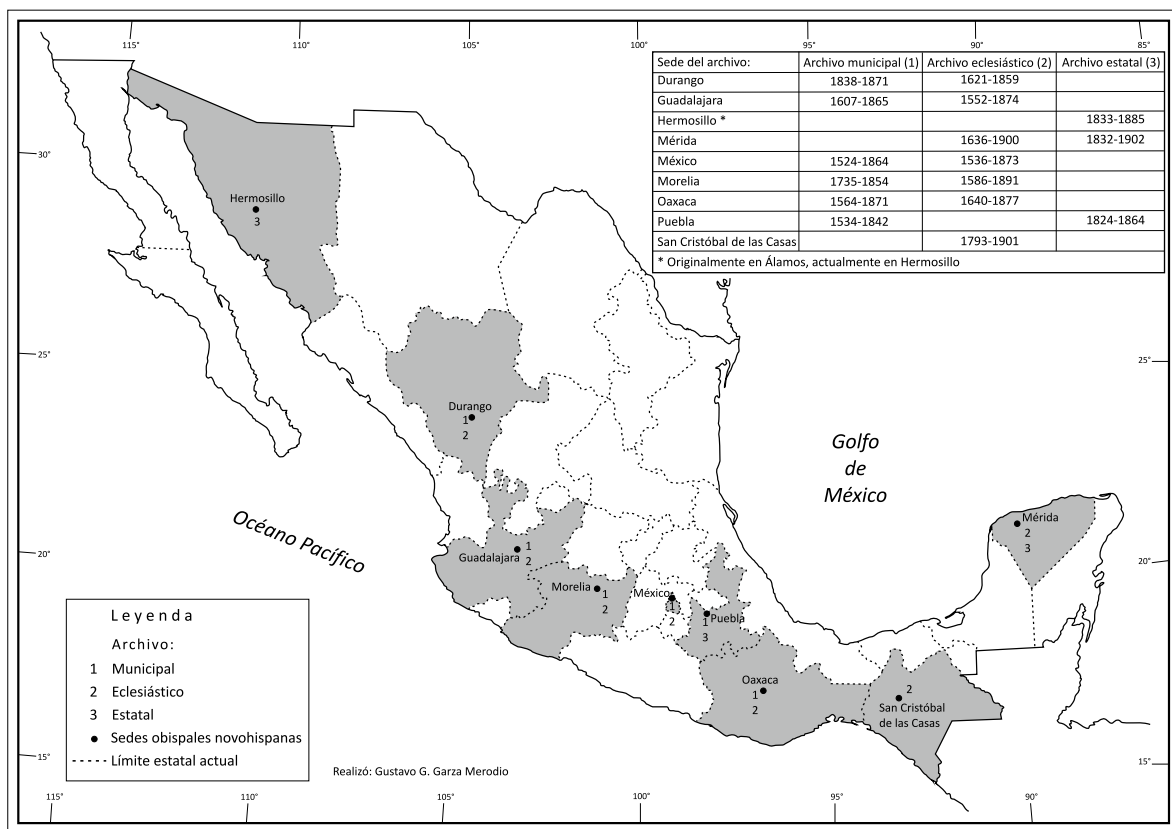 115° 110° 105° 100° 95° 90° 85°
Sede del archivo: Archivo municipal (1) Archivo eclesiástico (2) Archivo estatal (3)
Durango 1838-1871 1621-1859
Guadalajara 1607-1865 1552-1874
Hermosillo * 1833-1885
Mérida 1636-1900 1832-1902
México 1524-1864 1536-1873
Morelia 1735-1854 1586-1891
Oaxaca 1564-1871 1640-1877
Puebla 1534-1842 1824-1864
San Cristóbal de las Casas 1793-1901
* Originalmente en Álamos, actualmente en Hermosillo
30°
Hermosillo
3
25° 25°
Durango
1
2
Golfo
de
México
Océano Pacífico
Mérida
2
3
20° 20°
Guadalajara
1
2
Morelia
1
2
México
1
2
Puebla
1
3
Oaxaca
1
2
2
San Cristóbal
de las Casas
Leyenda
Archivo:
1 Municipal
2 Eclesiástico
3 Estatal
Sedes obispales novohispanas
Límite estatal actual
15° 15°
Realizó: Gustavo G. Garza Merodio
115° 110° 105° 100° 95° 90°